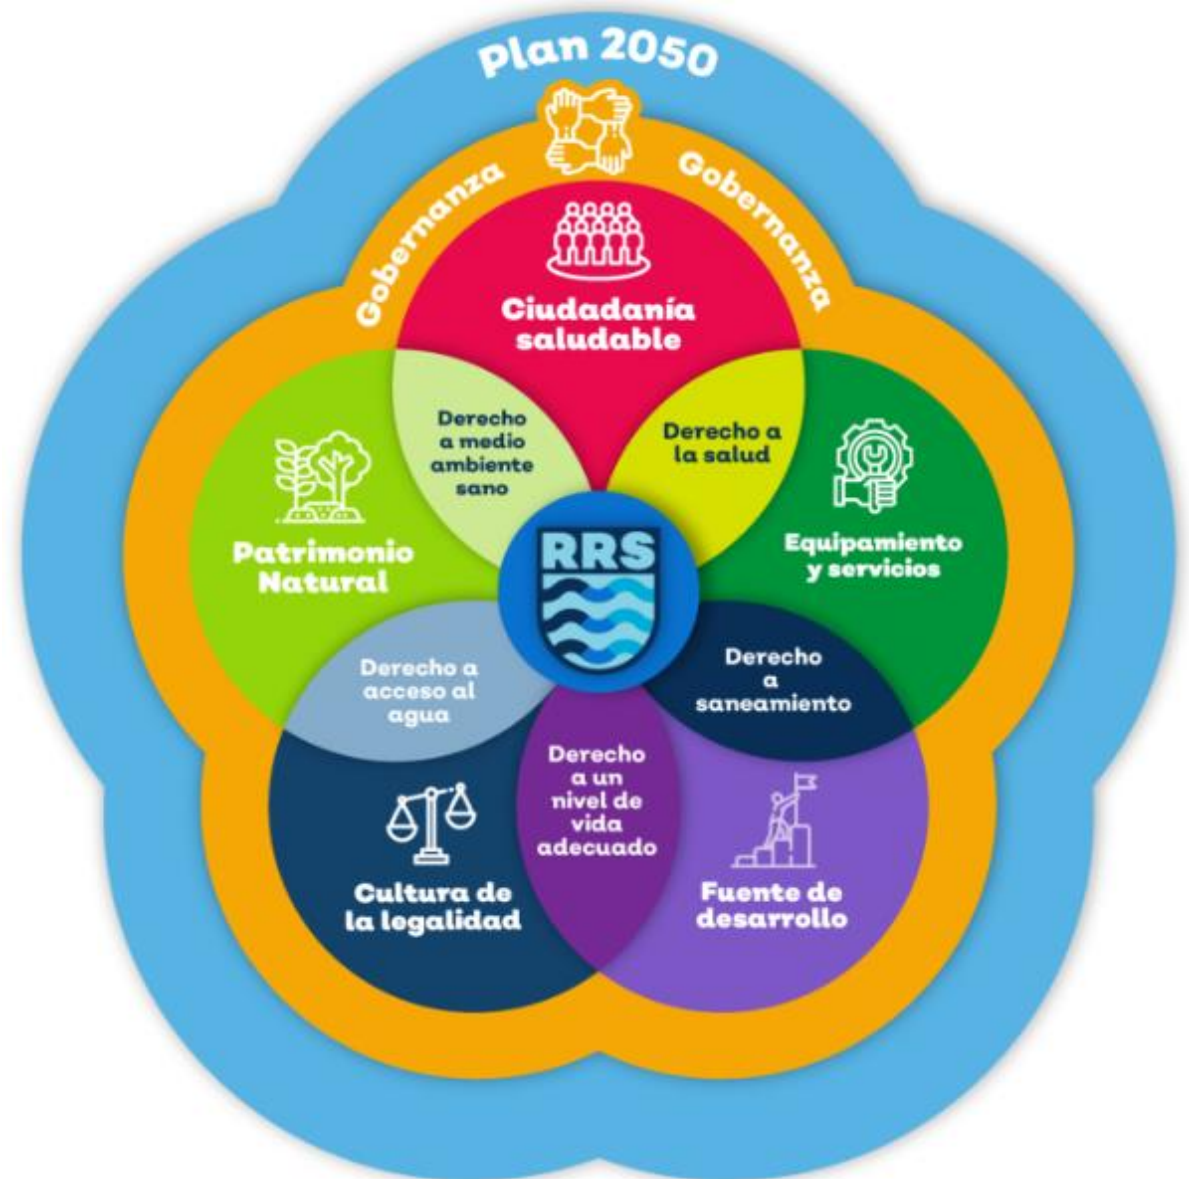 Plan 2050
Gobernanza
Gobernanza
Ciudadanía
saludable
Derecho
a medio
ambiente
sano
Derecho a
la salud
Patrimonio
Natural
RRS
Equipamiento
y servicios
Derecho a
acceso al
agua
Derecho
a
saneamiento
Derecho
a un
nivel de
vida
adecuado
Cultura de
la legalidad
Fuente de
desarrollo